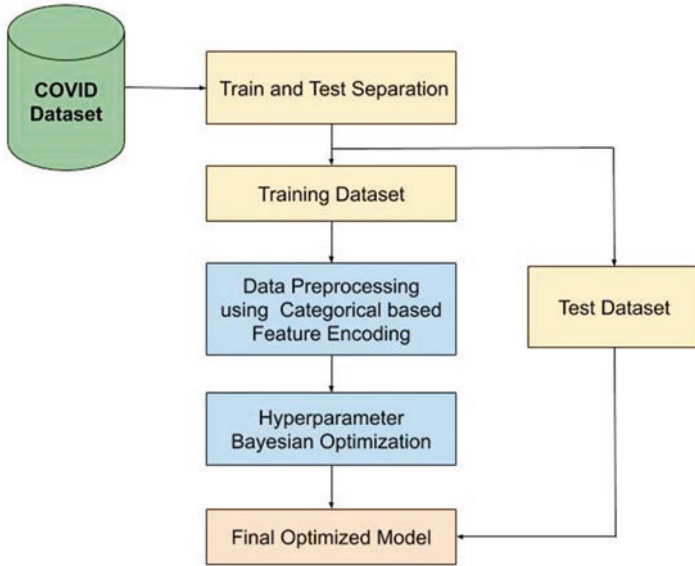 COVID
Dataset
Train and Test Separation
Training Dataset
Data Preprocessing
using Categorical based
Feature Encoding
Test Dataset
Hyperparameter
Bayesian Optimization
Final Optimized Model